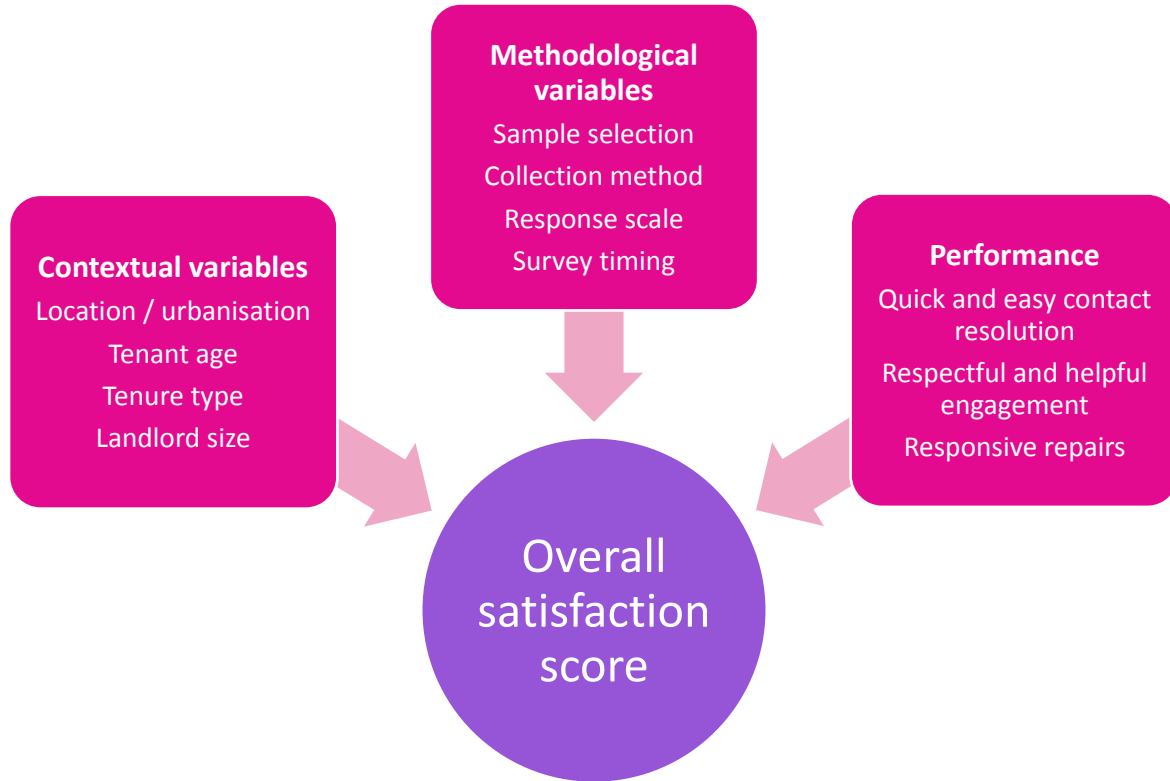 Methodological
variables
Sample selection
Collection method
Response scale
Survey timing
Contextual variables
Location / urbanisation
Tenant age
Tenure type
Landlord size
Performance
Quick and easy contact
resolution
Respectful and helpful
engagement
Responsive repairs
Overall
satisfaction
score